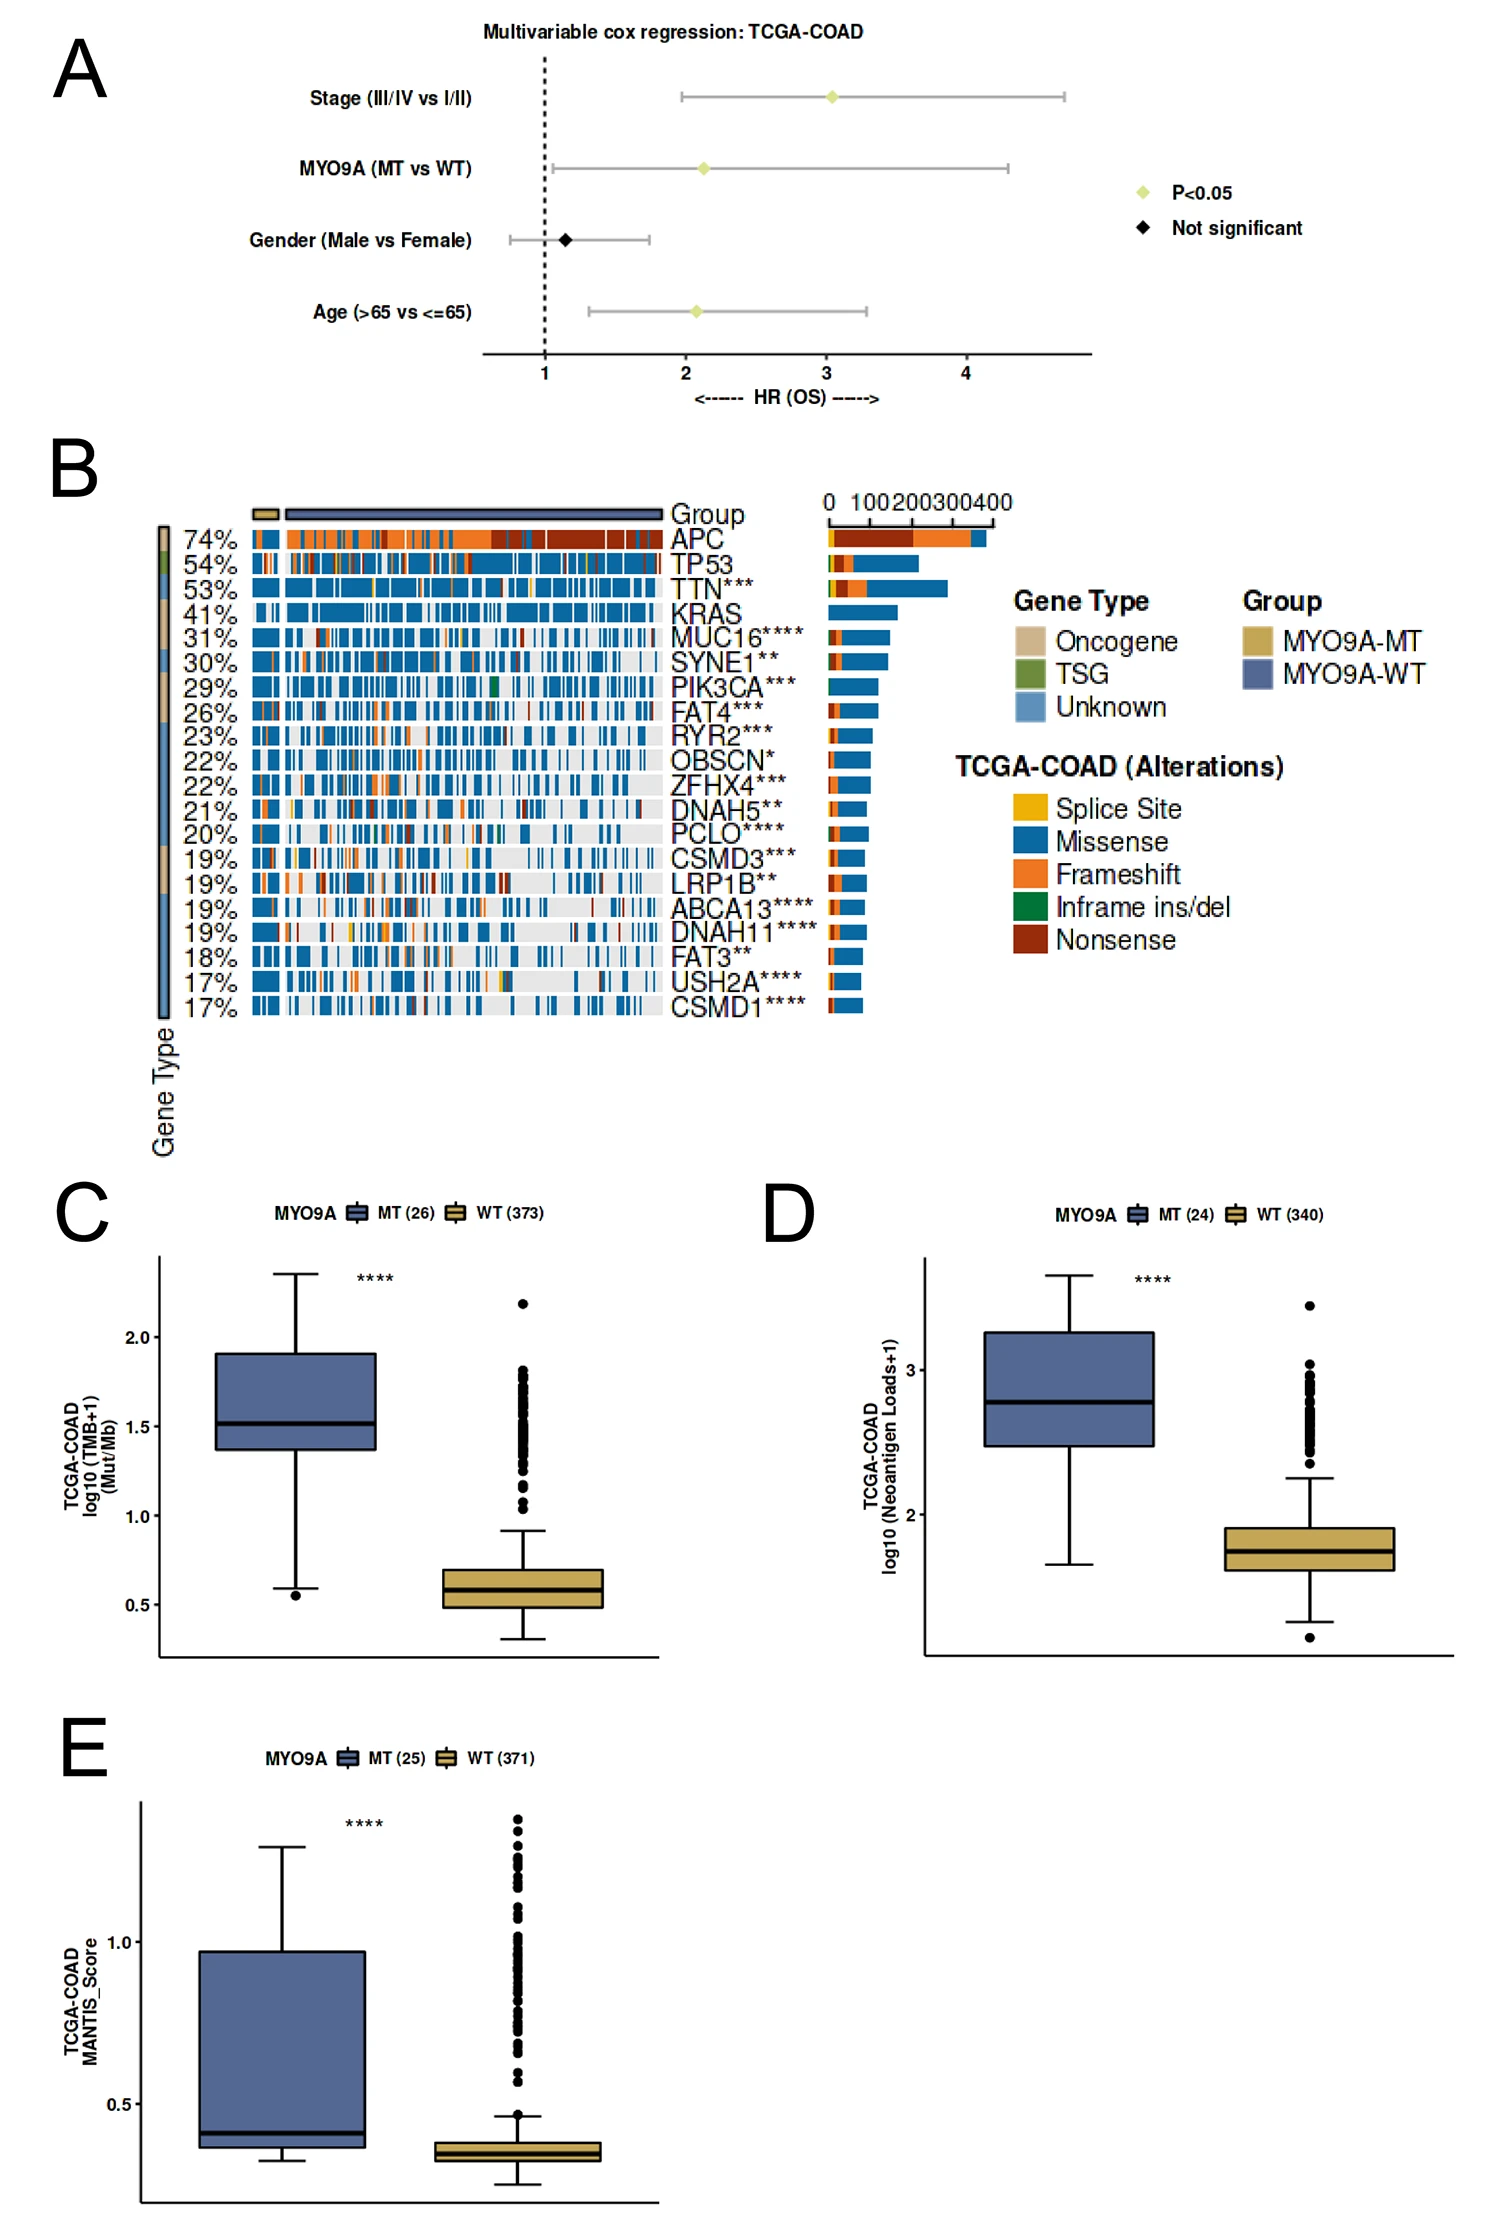 A
Multivariable cox regression: TCGA-COAD
Stage (III/IV vs I/II)
MYO9A (MT vs WT)
Gender (Male vs Female)
Age (>65 vs <=65)
P<0.05
Not significant
1 2 3 4
<------ HR (OS) ------>
B
0 100 200 300 400
Group
74% APC
54% TP53
53% TTN***
41% KRAS
31% MUC16****
30% SYNE1**
29% PIK3CA***
26% FAT4***
23% RYR2***
22% OBSCN*
22% ZFHX4***
21% DNAH5**
20% PCLO****
19% CSMD3***
19% LRP1B**
19% ABCA13****
19% DNAH11****
18% FAT3**
17% USH2A****
17% CSMD1****
Gene Type
Gene Type
Oncogene
TSG
Unknown
Group
MYO9A-MT
MYO9A-WT
TCGA-COAD (Alterations)
Splice Site
Missense
Frameshift
Inframe ins/del
Nonsense
C
MYO9A MT (26) WT (373)
****
2.0
1.5
1.0
0.5
TCGA-COAD
log10 (TMB+1)
(Mut/Mb)
D
MYO9A MT (24) WT (340)
****
3
2
TCGA-COAD
log10 (Neoantigen Loads+1)
E
MYO9A MT (25) WT (371)
****
1.0
0.5
TCGA-COAD
MANTIS_Score